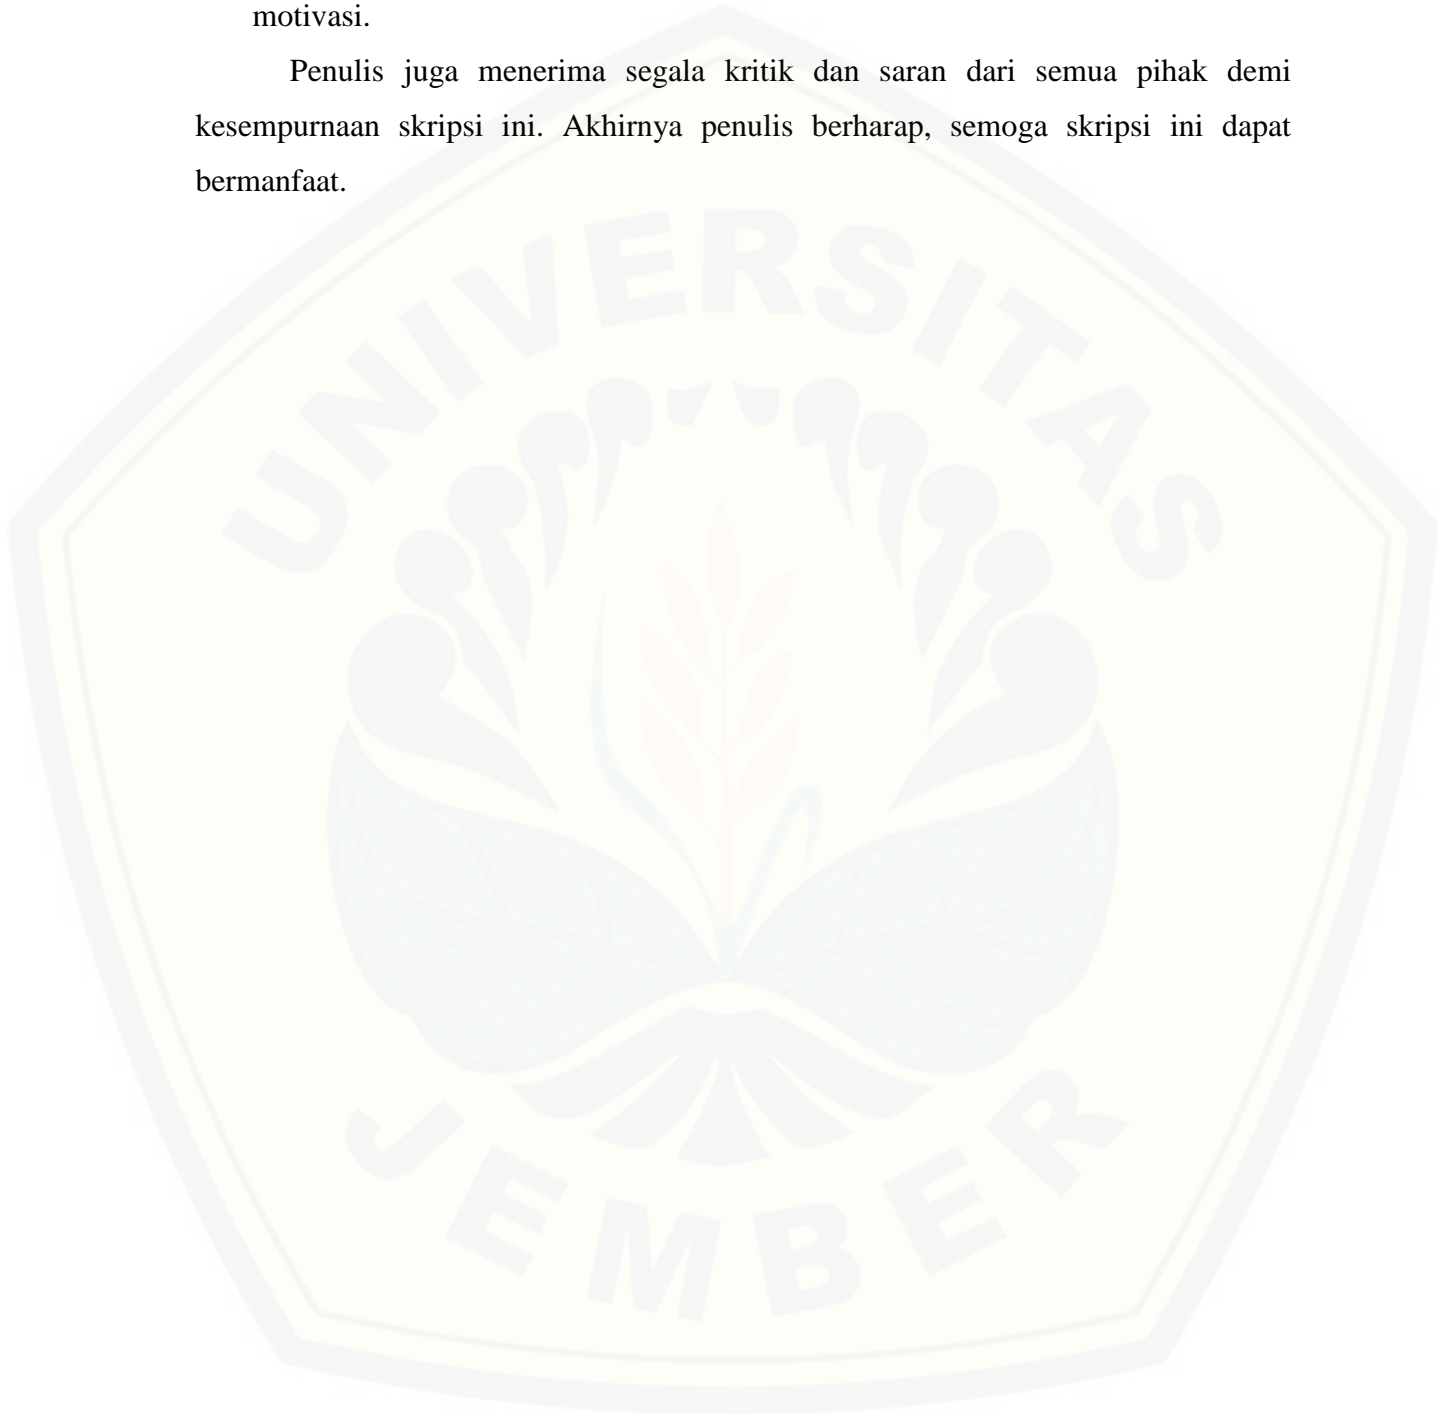 motivasi.
Penulis juga menerima segala kritik dan saran dari semua pihak demi
kesempurnaan skripsi ini. Akhirnya penulis berharap, semoga skripsi ini dapat
bermanfaat.
UNIVERSITAS
JEMBER